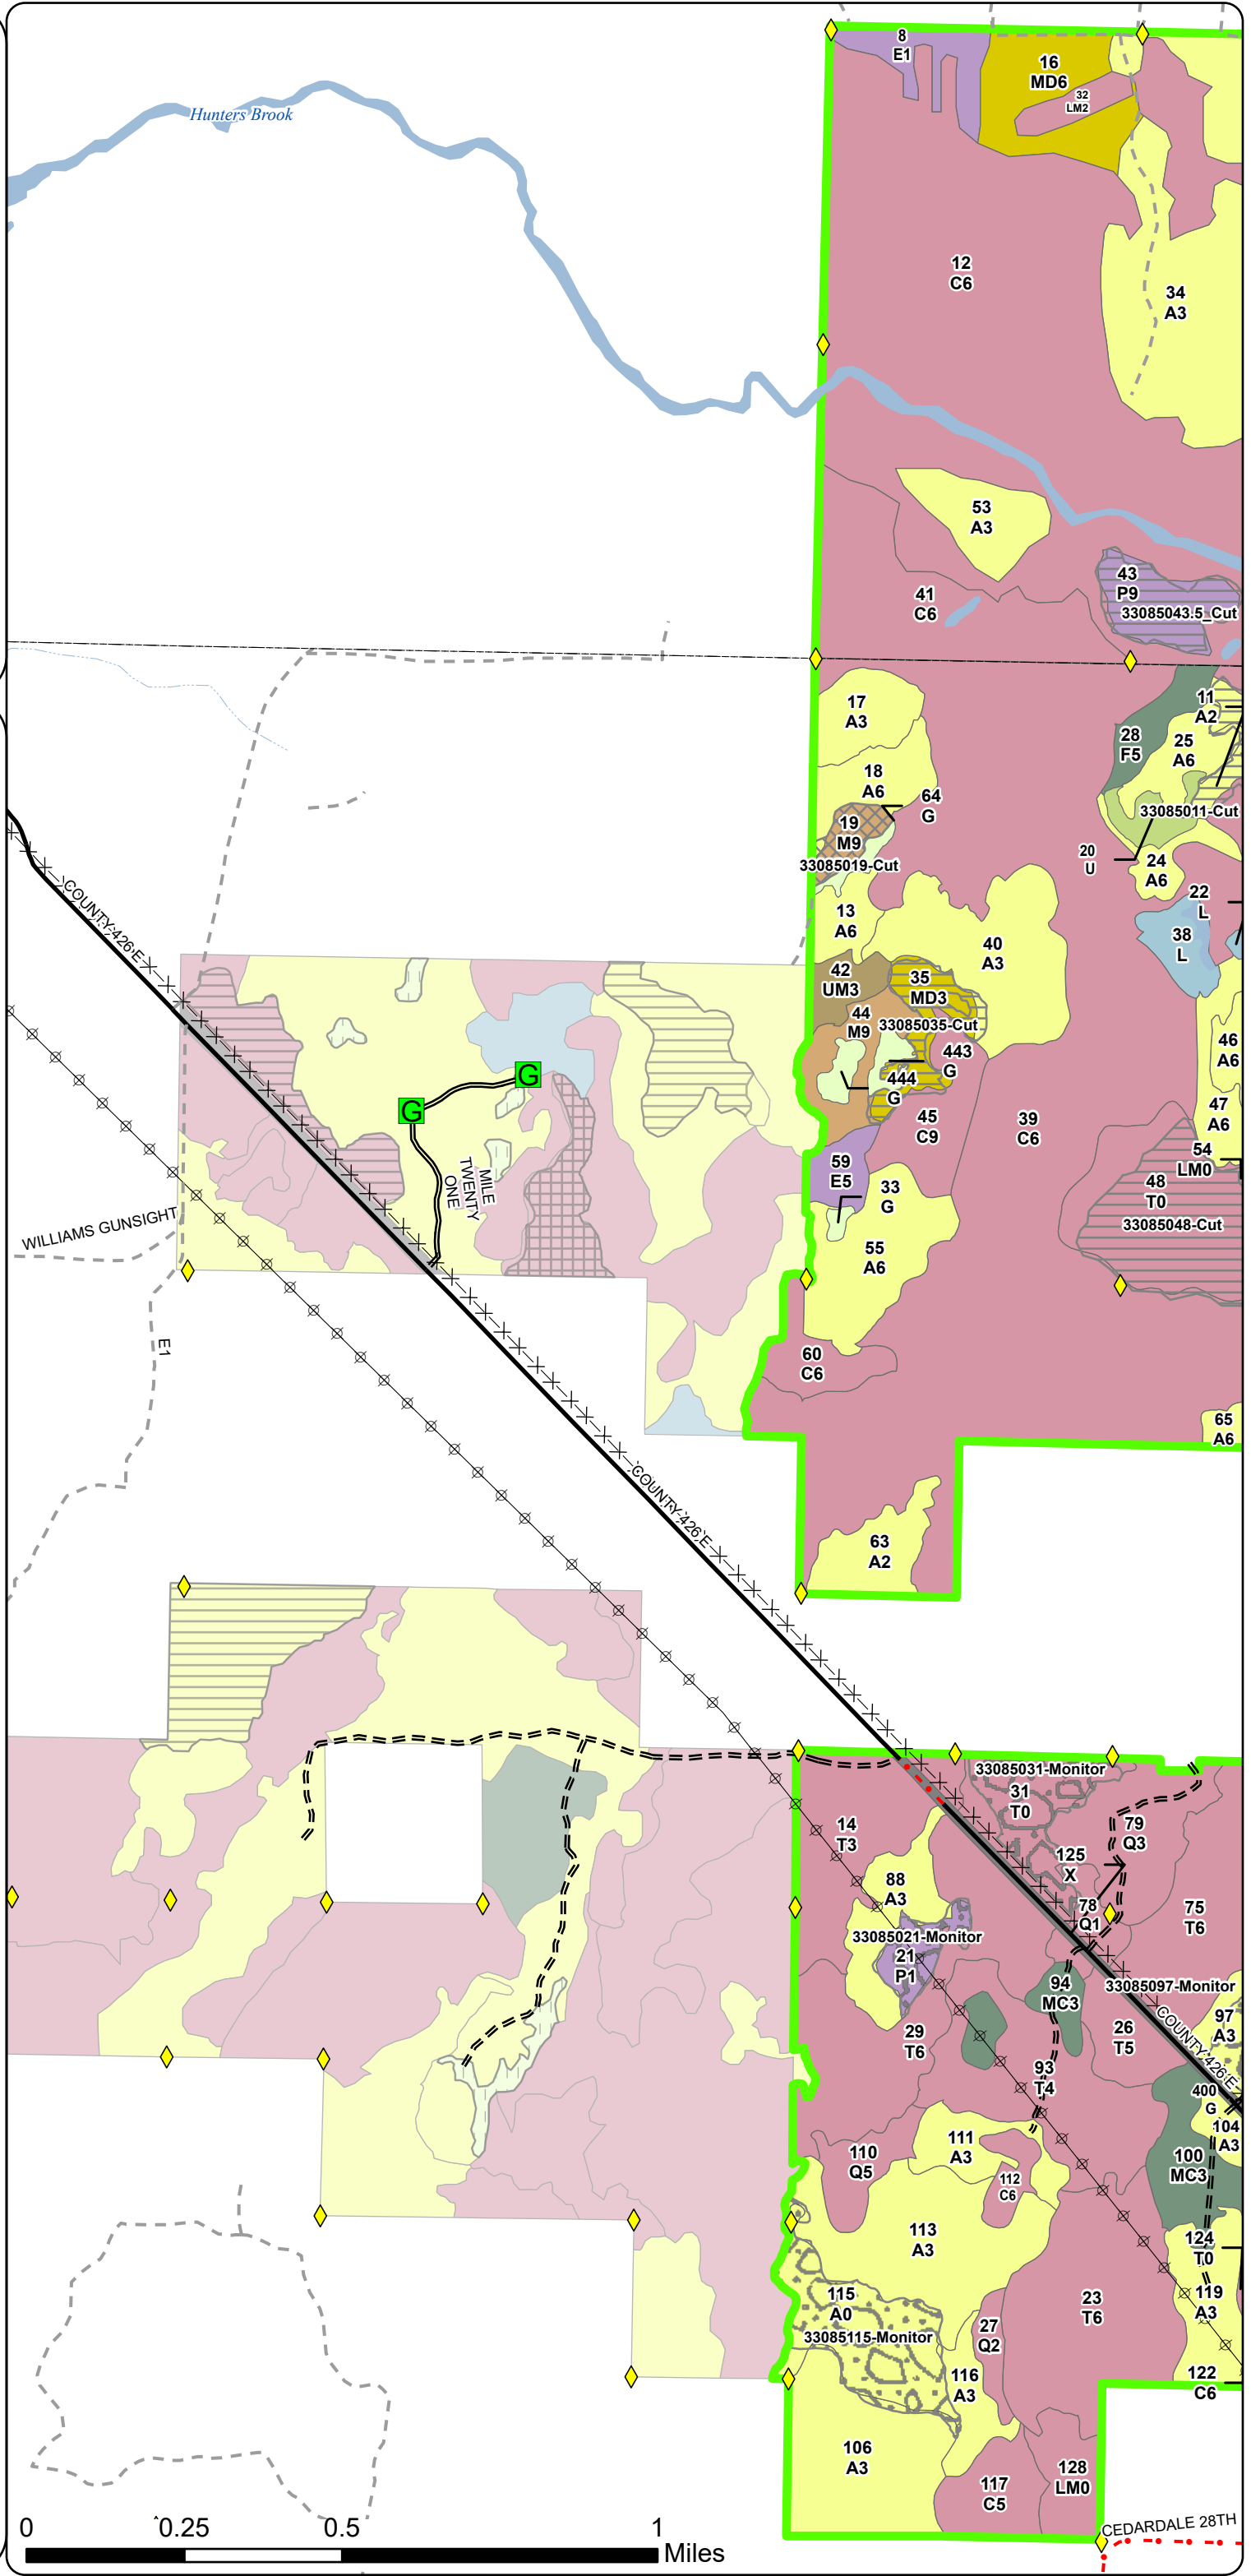 8
E1
16
MD6
32
LM2
Hunters Brook
12
C6
34
A3
53
A3
43
P9
33085043.5_Cut
41
C6
17
A3
11
A2
28
F5
25
A6
18
A6
64
G
33085011-Cut
19
M9
33085019-Cut
20
U
24
A6
22
L
COUNTY 426 E
13
A6
38
L
40
A3
42
UM3
35
MD3
44
M9
33085035-Cut
46
A6
443
G
G
444
G
G
47
A6
45
C9
39
C6
54
LM0
59
E5
48
T0
MILE
TWENTY
ONE
33
G
33085048-Cut
WILLIAMS GUNSIGHT
55
A6
E1
60
C6
65
A6
COUNTY 426 E
63
A2
33085031-Monitor
31
T0
14
T3
79
Q3
125
X
88
A3
78
Q1
75
T6
33085021-Monitor
21
P1
94
MC3
33085097-Monitor
97
A3
29
T6
26
T5
COUNTY 426 E
93
T4
400
G
104
A3
111
A3
110
Q5
100
MC3
112
C6
113
A3
124
T0
115
A0
119
A3
23
T6
27
Q2
33085115-Monitor
116
A3
122
C6
106
A3
128
LM0
117
C5
CEDARDALE 28TH
0 0.25 0.5 1
Miles